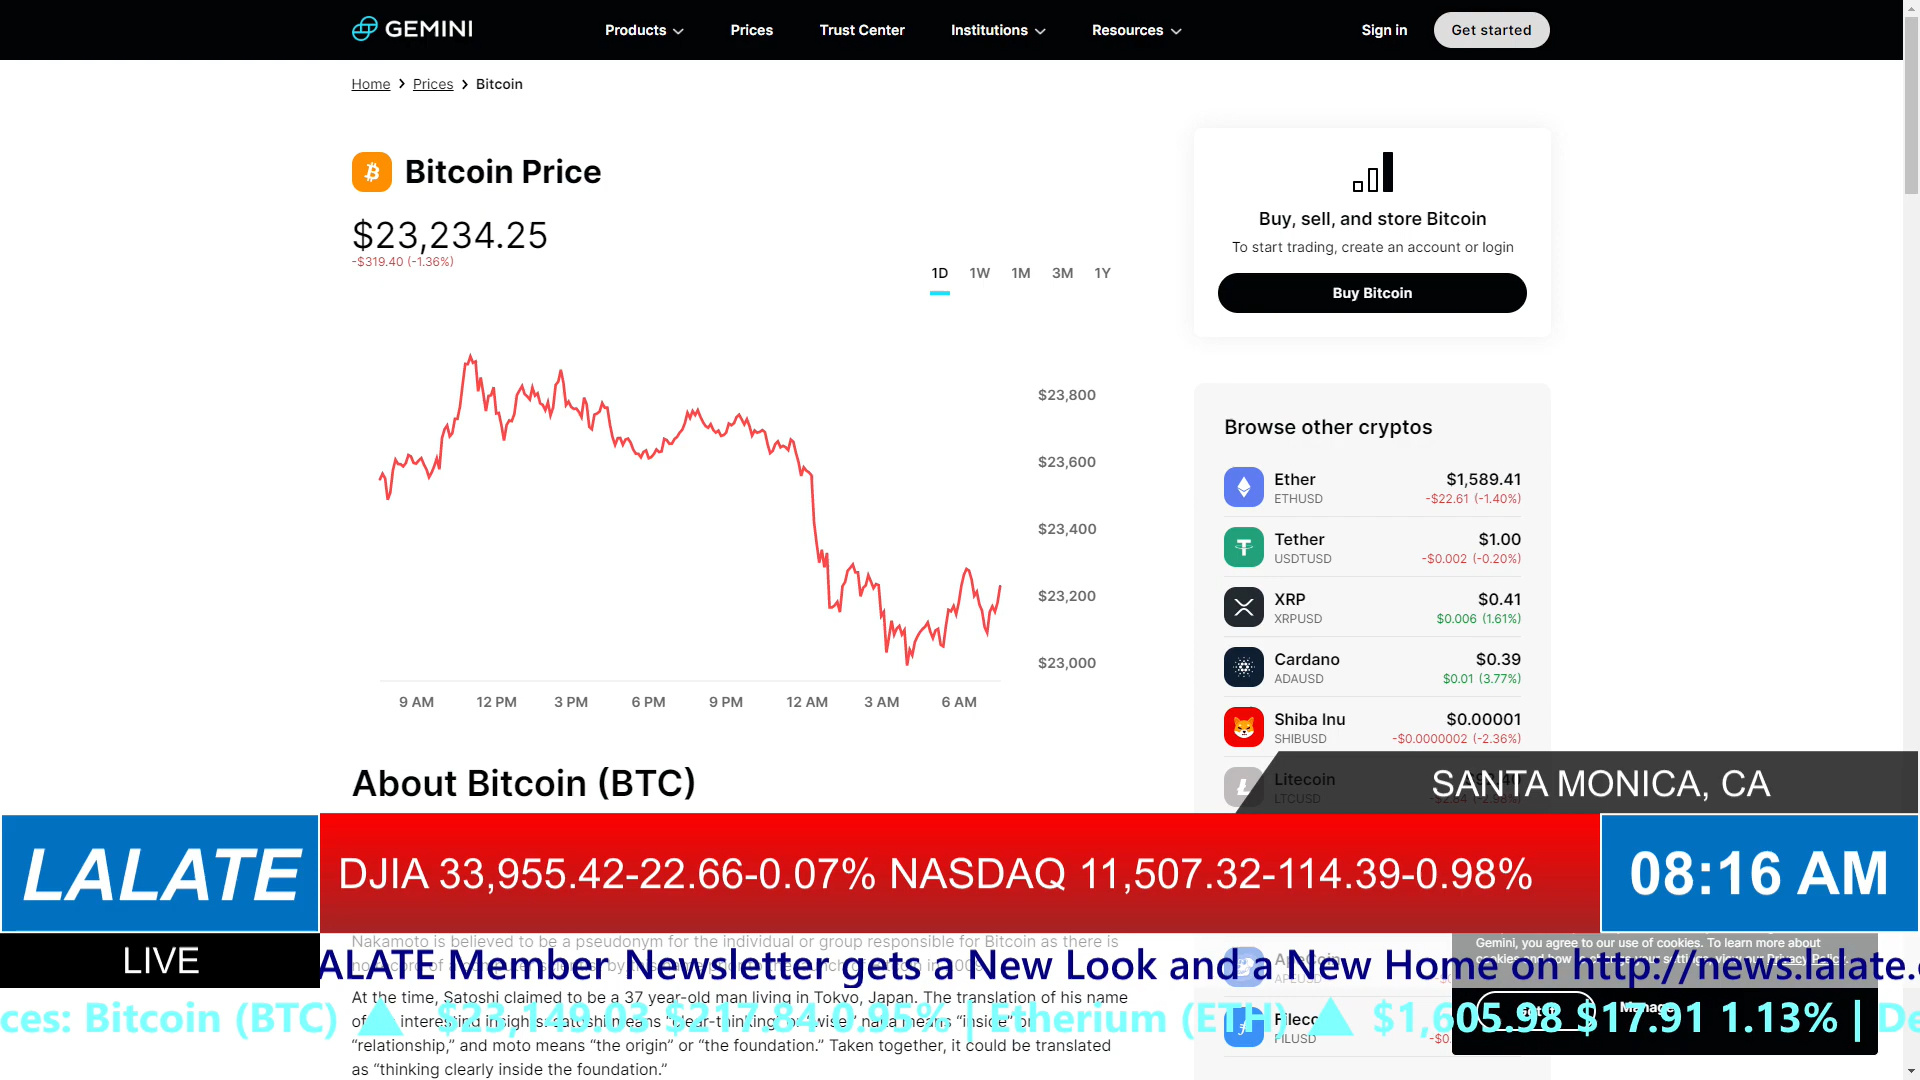 GEMINI
Products Prices Trust Center Institutions Resources Sign in Get started
Home > Prices > Bitcoin
Bitcoin Price
$23,234.25
-$319.40 (-1.36%)
1D 1W 1M 3M 1Y
$23,800
$23,600
$23,400
$23,200
$23,000
9 AM 12 PM 3 PM 6 PM 9 PM 12 AM 3 AM 6 AM
Buy, sell, and store Bitcoin
To start trading, create an account or login
Buy Bitcoin
Browse other cryptos
Ether $1,589.41
ETHUSD -$22.61 (-1.40%)
Tether $1.00
USDTUSD -$0.002 (-0.20%)
XRP $0.41
XRPUSD $0.006 (1.61%)
Cardano $0.39
ADAUSD $0.01 (3.77%)
Shiba Inu $0.00001
SHIBUSD -$0.0000002 (-2.36%)
Litecoin
LTCUSD
About Bitcoin (BTC)
SANTA MONICA, CA
LALATE
DJIA 33,955.42-22.66-0.07% NASDAQ 11,507.32-114.39-0.98%
08:16 AM
LIVE
Nakamoto is believed to be a pseudonym for the individual or group responsible for Bitcoin as there is
Gemini, you agree to our use of cookies. To learn more about
ALATE Member Newsletter gets a New Look and a New Home on http://news.lalate.c
At the time, Satoshi claimed to be a 37 year-old man living in Tokyo, Japan. The translation of his name
ces: Bitcoin (BTC) ▲ $23,149.03 $217.84 0.95% | Etherium (ETH) ▲ $1,605.98 $17.91 1.13% | De
FILUSD
"relationship," and moto means "the origin" or "the foundation." Taken together, it could be translated
as "thinking clearly inside the foundation."